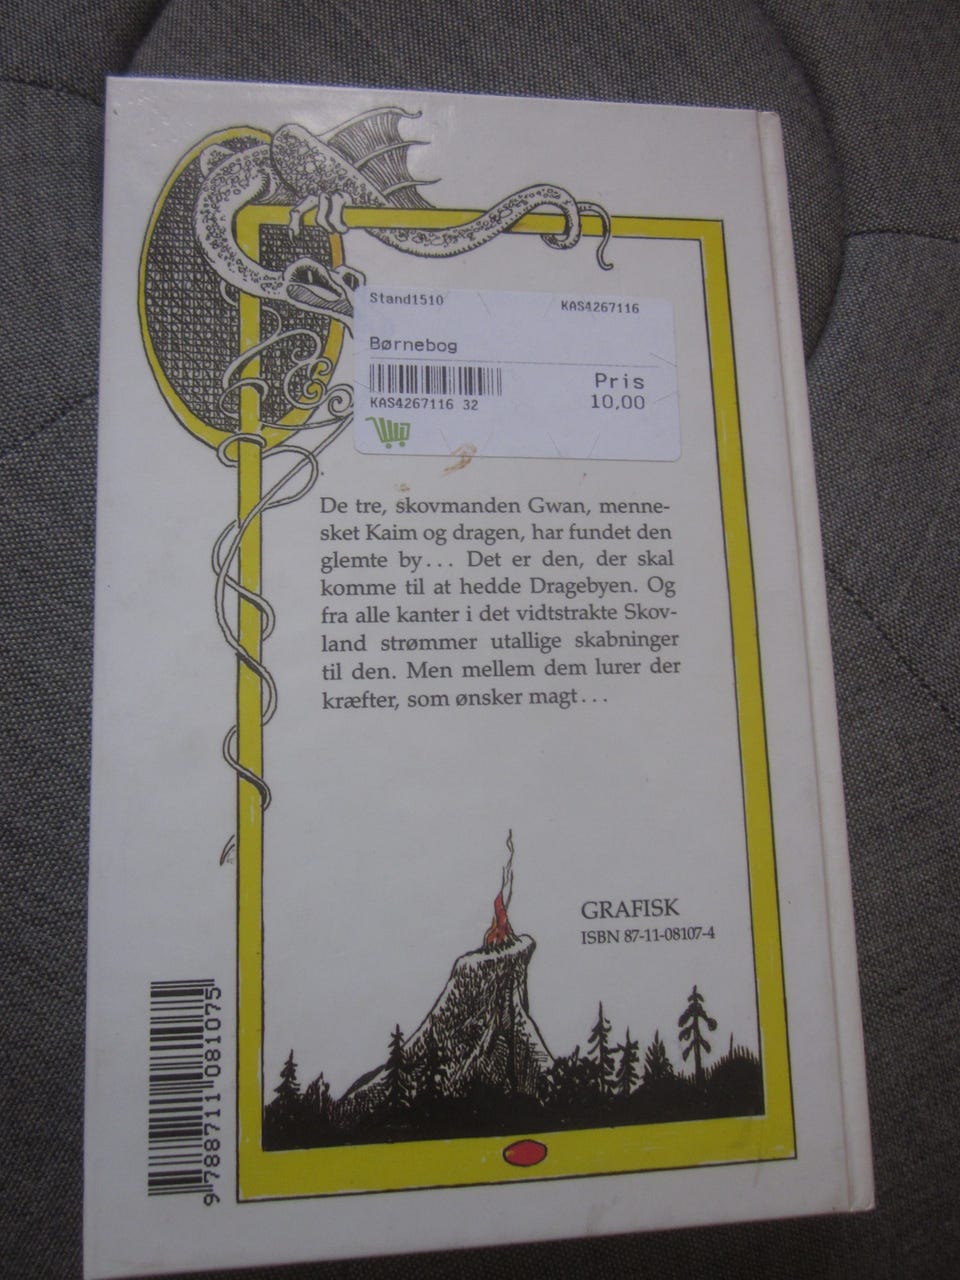 Stand1510
KAS4267116
Børnebog
Pris
10,00
KAS4267116 32
De tre, skovmanden Gwan, menne-
sket Kaim og dragen, har fundet den
glemte by... Det er den, der skal
komme til at hedde Dragebyen. Og
fra alle kanter i det vidtstrakte Skov-
land strømmer utallige skabninger
til den. Men mellem dem lurer der
kræfter, som ønsker magt...
GRAFISK
ISBN 87-11-08107-4
9788711081075